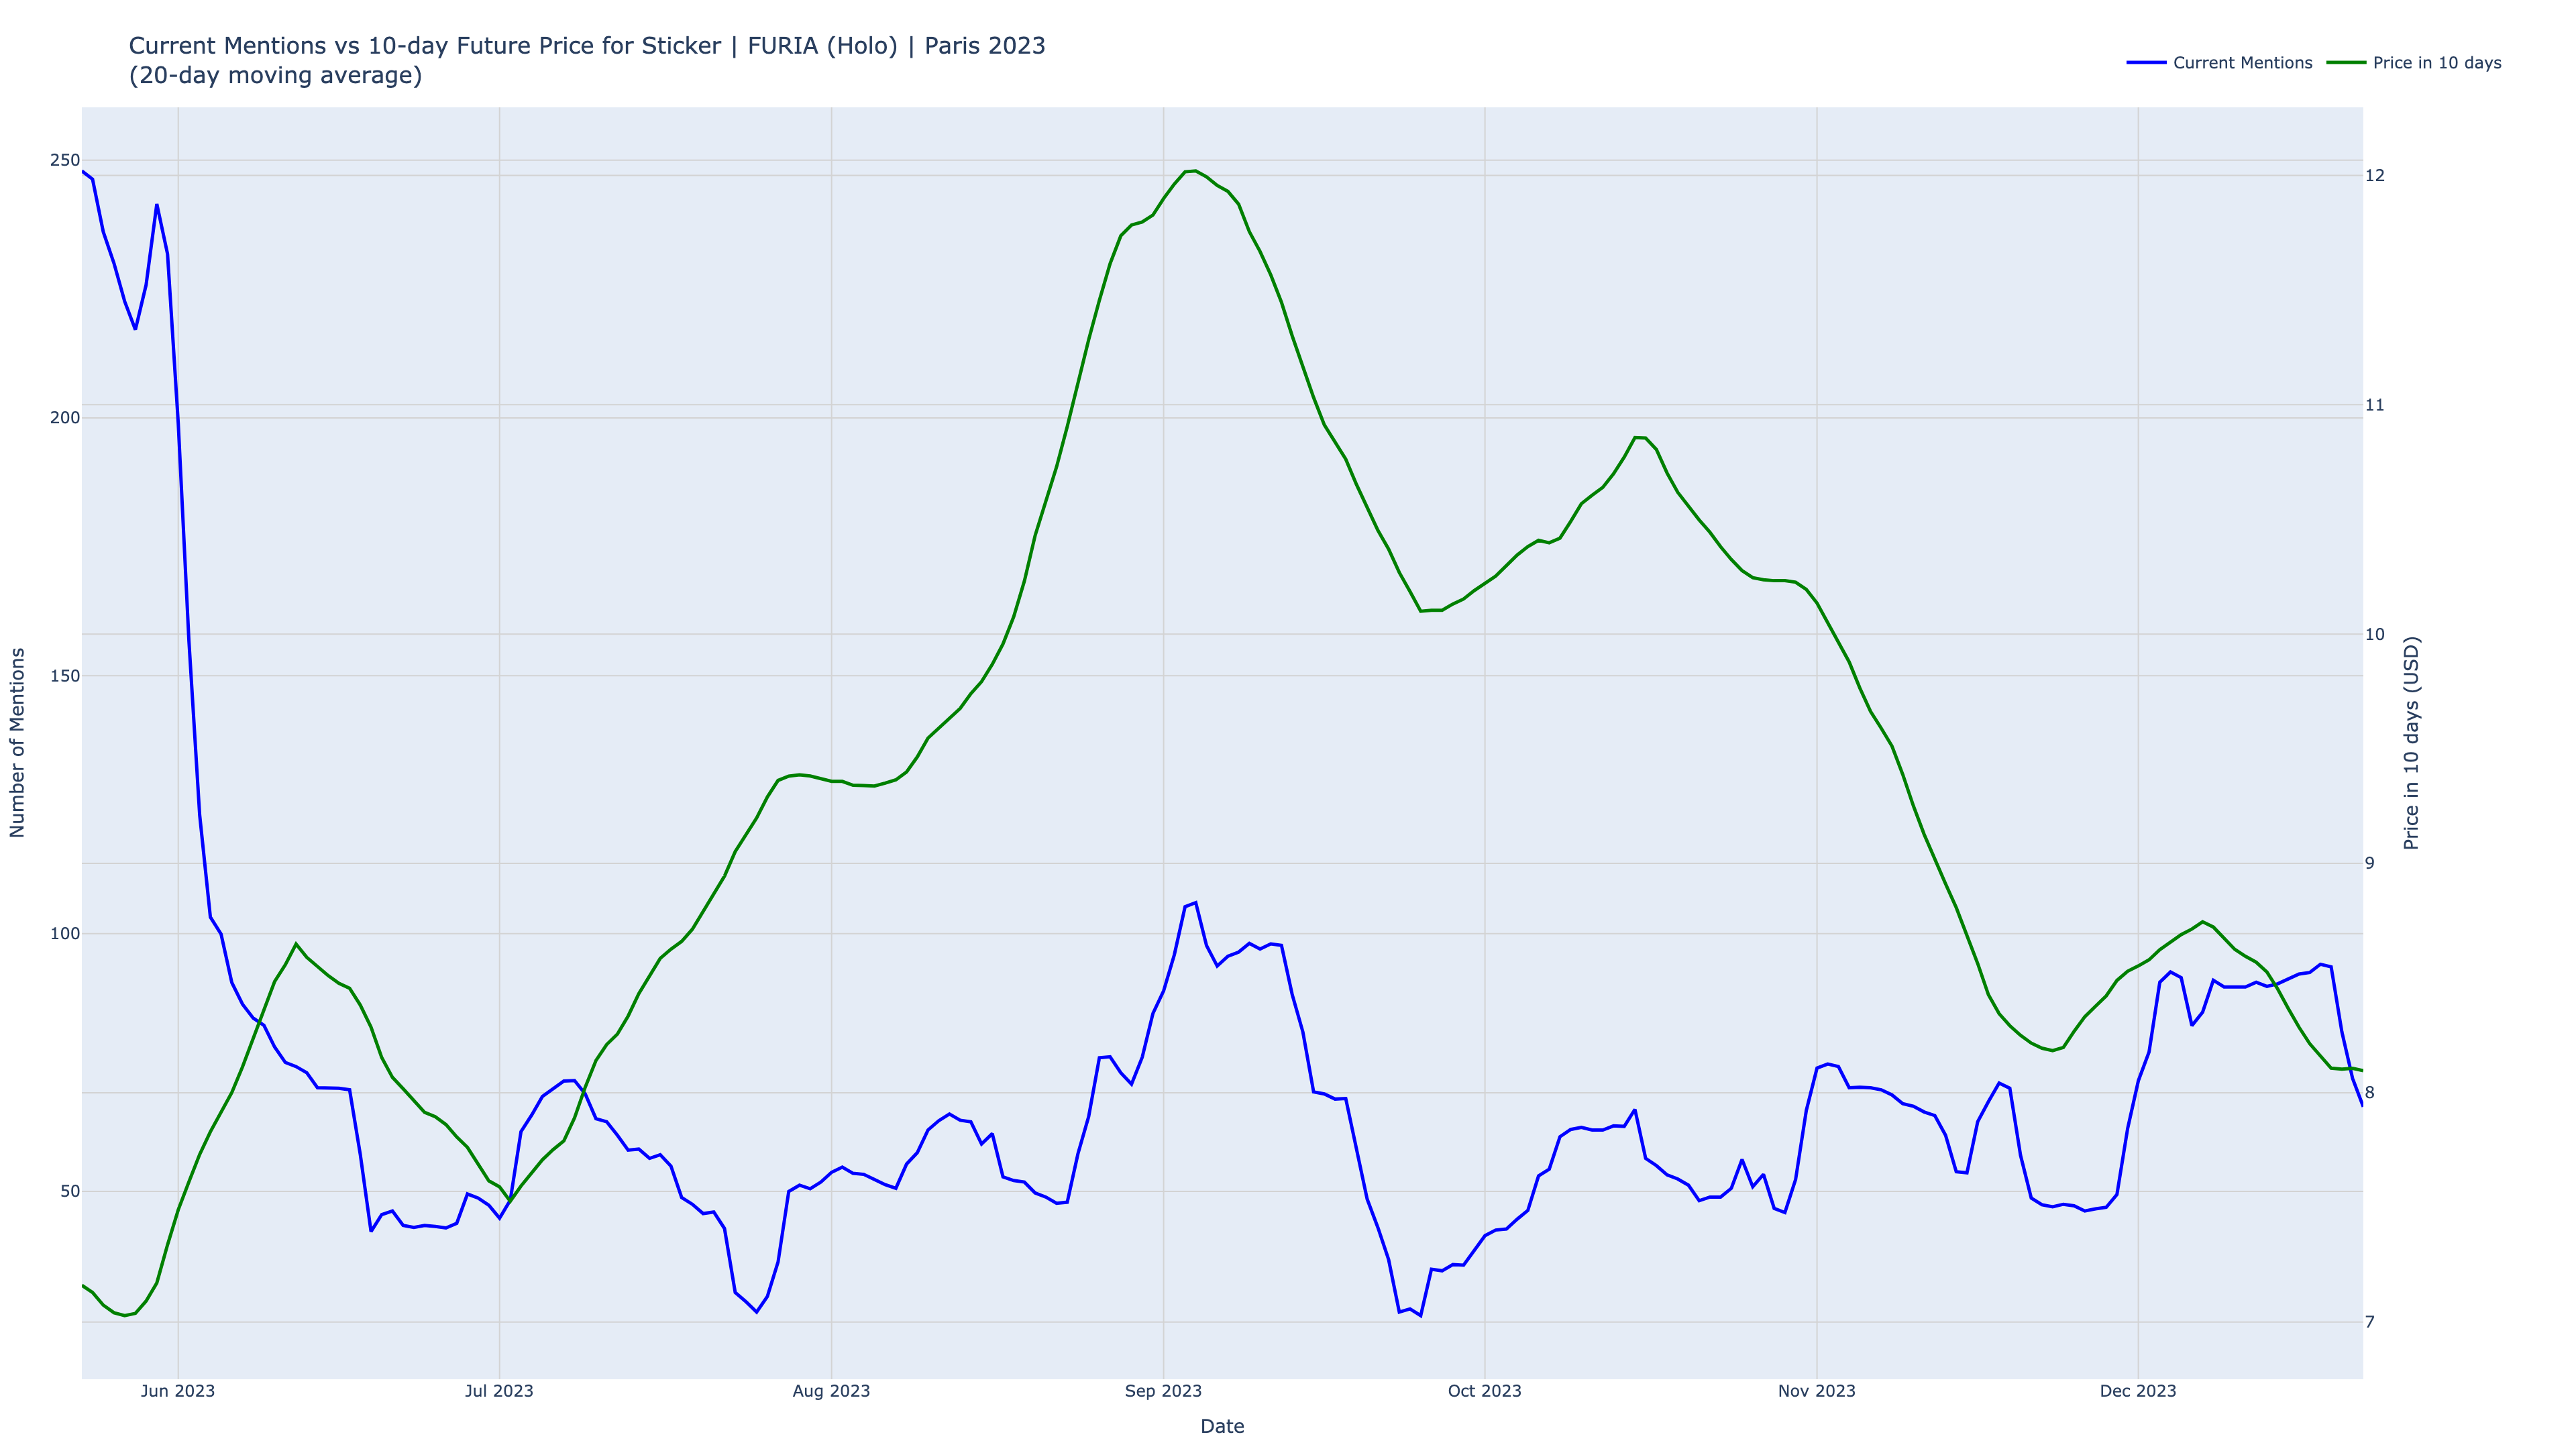 Current Mentions vs 10-day Future Price for Sticker | FURIA (Holo) | Paris 2023
(20-day moving average)
Current Mentions
Price in 10 days
250
200
150
100
50
Number of Mentions
12
11
10
9
8
7
Price in 10 days (USD)
Jun 2023
Jul 2023
Aug 2023
Sep 2023
Oct 2023
Nov 2023
Dec 2023
Date